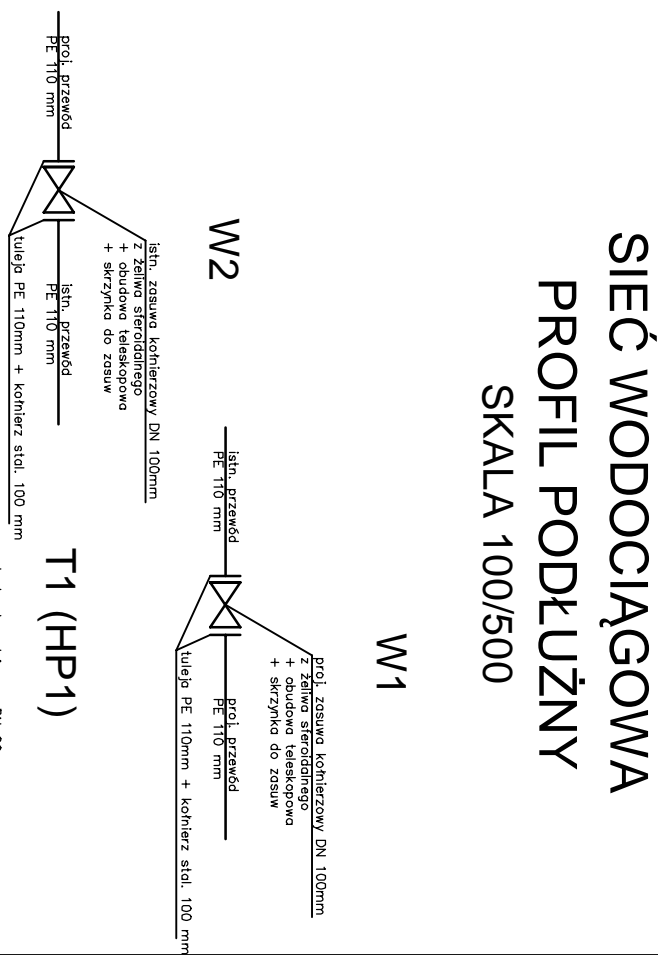 SIEĆ WODOCIĄGOWA
PROFIL PODŁUŻNY
SKALA 100/500
W1
proj. zasuwa kołnierzowy DN 100mm
z żeliwa sferoidalnego
+ obudowa teleskopowa
+ skrzynka do zasuw
istn. przewód
PE 110 mm
proj. przewód
PE 110 mm
tuleja PE 110mm + kołnierz stal. 100 mm
W2
istn. zasuwa kołnierzowy DN 100mm
z żeliwa sferoidalnego
+ obudowa teleskopowa
+ skrzynka do zasuw
proj. przewód
PE 110 mm
istn. przewód
PE 110 mm
tuleja PE 110mm + kołnierz stal. 100 mm
T1 (HP1)